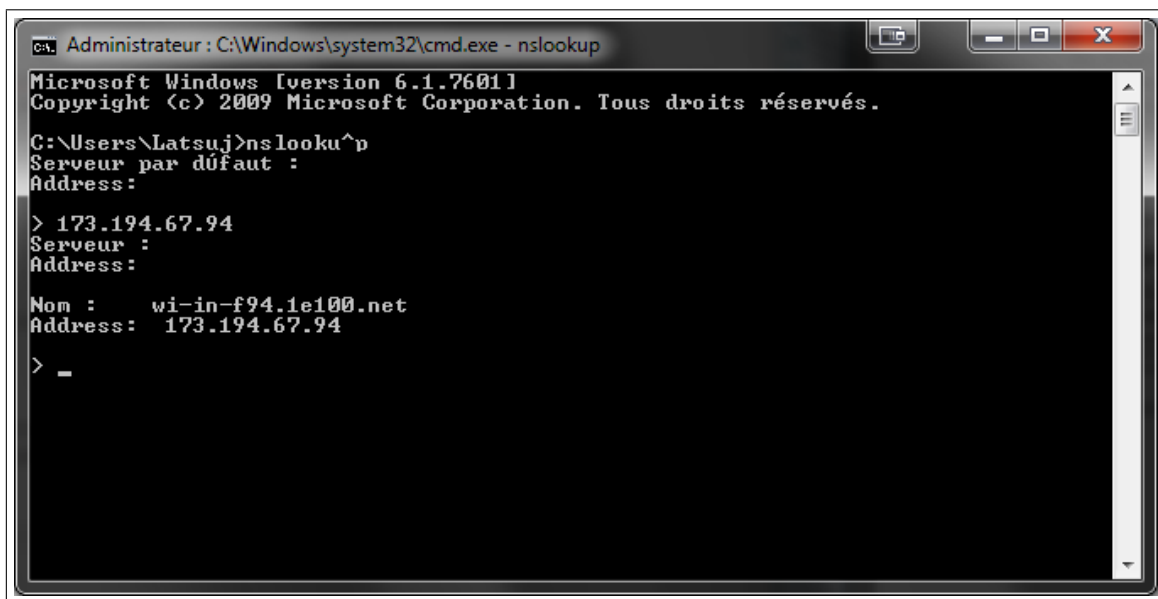 Administrateur : C:\Windows\system32\cmd.exe - nslookup
Microsoft Windows [version 6.1.7601]
Copyright (c) 2009 Microsoft Corporation. Tous droits réservés.
C:\Users\Latsuj>nslooku^p
Serveur par dÚfaut :
Address:
> 173.194.67.94
Serveur :
Address:
Nom :    wi-in-f94.1e100.net
Address:  173.194.67.94
> _